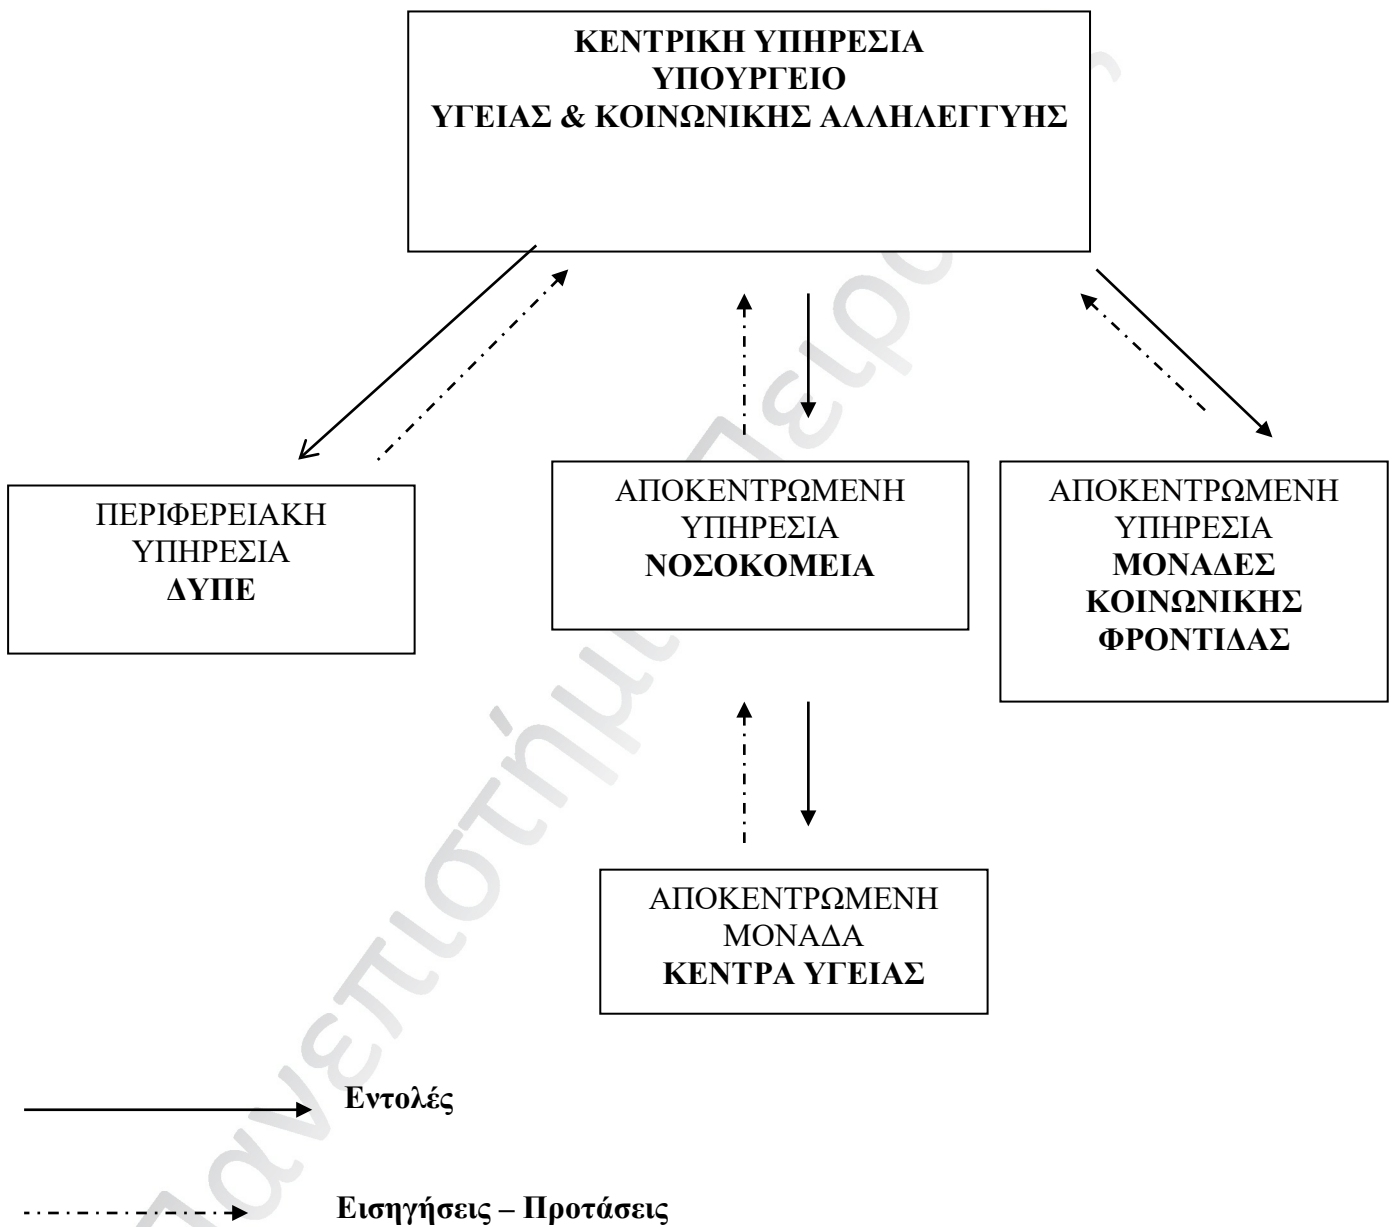 ΚΕΝΤΡΙΚΗ ΥΠΗΡΕΣΙΑ
ΥΠΟΥΡΓΕΙΟ
ΥΓΕΙΑΣ & ΚΟΙΝΩΝΙΚΗΣ ΑΛΛΗΛΕΓΓΥΗΣ
ΠΕΡΙΦΕΡΕΙΑΚΗ
ΥΠΗΡΕΣΙΑ
ΔΥΠΕ
ΑΠΟΚΕΝΤΡΩΜΕΝΗ
ΥΠΗΡΕΣΙΑ
ΝΟΣΟΚΟΜΕΙΑ
ΑΠΟΚΕΝΤΡΩΜΕΝΗ
ΥΠΗΡΕΣΙΑ
ΜΟΝΑΔΕΣ
ΚΟΙΝΩΝΙΚΗΣ
ΦΡΟΝΤΙΔΑΣ
ΑΠΟΚΕΝΤΡΩΜΕΝΗ
ΜΟΝΑΔΑ
ΚΕΝΤΡΑ ΥΓΕΙΑΣ
Εντολές
Εισηγήσεις – Προτάσεις